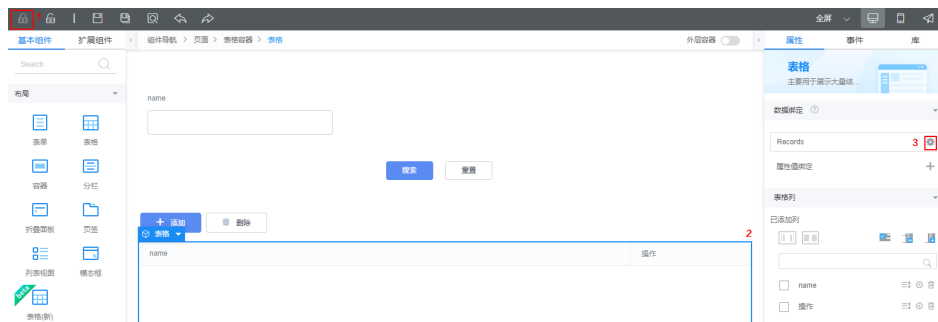 1
全屏
基本组件 扩展组件
组件导航 > 页面 > 表格容器 > 表格
外层容器
属性 事件 库
Search
布局
表单 表格
容器 分栏
折叠面板 页签
列表视图 模态框
beta
表格(新)
name
搜索 重置
添加 删除
表格
2
name 操作
表格
主要用于展示大量结...
数据绑定
Records
3
属性值绑定
表格列
已添加列
name
操作